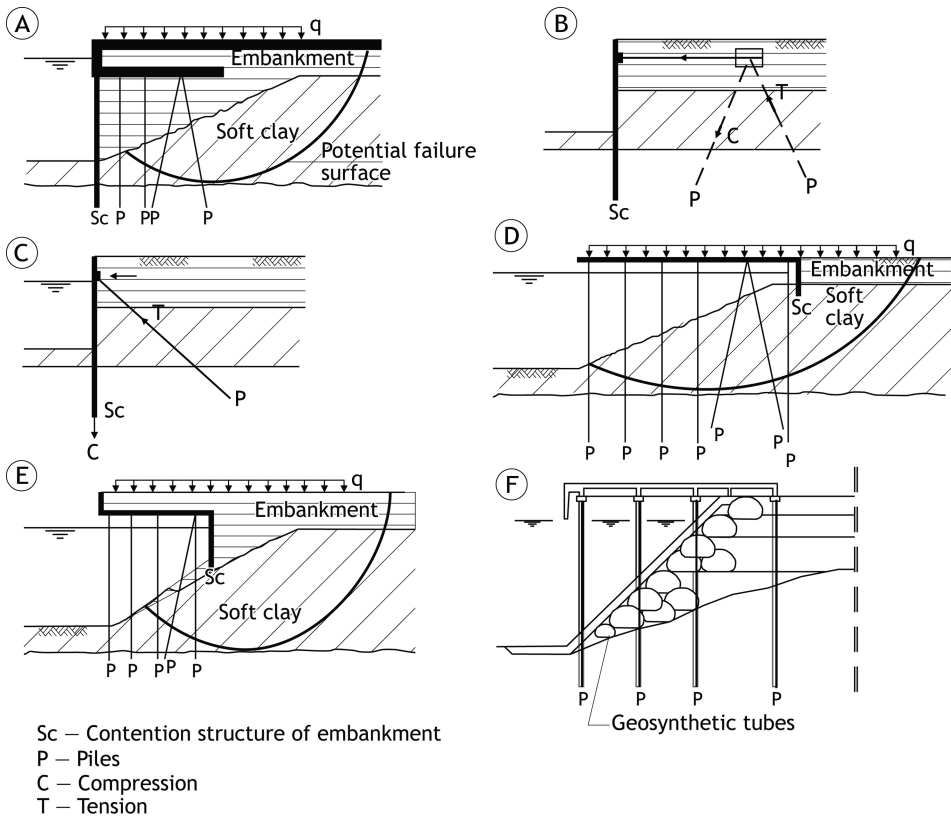 A
q
Embankment
Soft clay
Potential failure
surface
Sc P PP P
B
T
C
P
P
Sc
C
T
P
Sc
C
D
q
Embankment
Sc
Soft
clay
P P P P P P P
E
q
Embankment
Sc
Soft clay
P P P P P
F
P P P P
Geosynthetic tubes
Sc – Contention structure of embankment
P – Piles
C – Compression
T – Tension